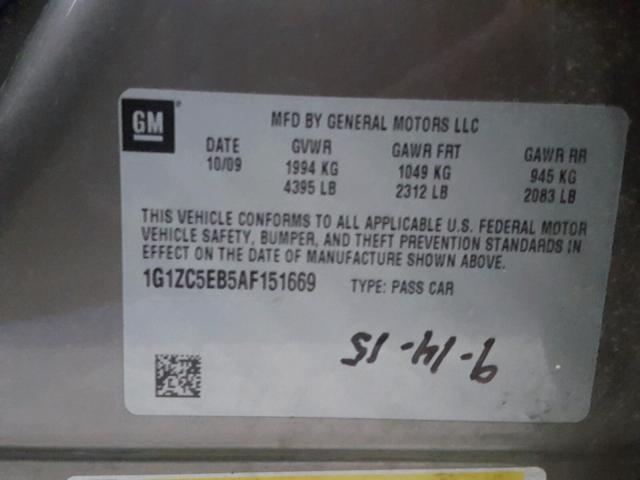 GM
MFD BY GENERAL MOTORS LLC
DATE GVWR GAWR FRT GAWR RR
10/09 1994 KG 1049 KG 945 KG
4395 LB 2312 LB 2083 LB
THIS VEHICLE CONFORMS TO ALL APPLICABLE U.S. FEDERAL MOTOR
VEHICLE SAFETY, BUMPER, AND THEFT PREVENTION STANDARDS IN
EFFECT ON THE DATE OF MANUFACTURE SHOWN ABOVE.
1G1ZC5EB5AF151669 TYPE: PASS CAR
9-14-15